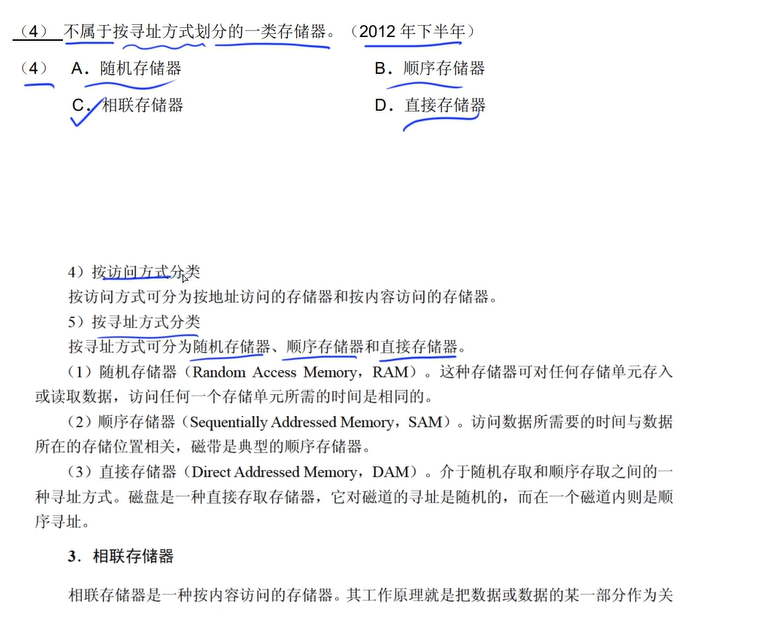 （4） 不属于按寻址方式划分的一类存储器。（2012 年下半年）
（4） A．随机存储器 B．顺序存储器
C．相联存储器 D．直接存储器
4）按访问方式分类
按访问方式可分为按地址访问的存储器和按内容访问的存储器。
5）按寻址方式分类
按寻址方式可分为随机存储器、顺序存储器和直接存储器。
（1）随机存储器（Random Access Memory，RAM）。这种存储器可对任何存储单元存入
或读取数据，访问任何一个存储单元所需的时间是相同的。
（2）顺序存储器（Sequentially Addressed Memory，SAM）。访问数据所需要的时间与数据
所在的存储位置相关，磁带是典型的顺序存储器。
（3）直接存储器（Direct Addressed Memory，DAM）。介于随机存取和顺序存取之间的一
种寻址方式。磁盘是一种直接存取存储器，它对磁道的寻址是随机的，而在一个磁道内则是顺
序寻址。
3．相联存储器
相联存储器是一种按内容访问的存储器。其工作原理就是把数据或数据的某一部分作为关